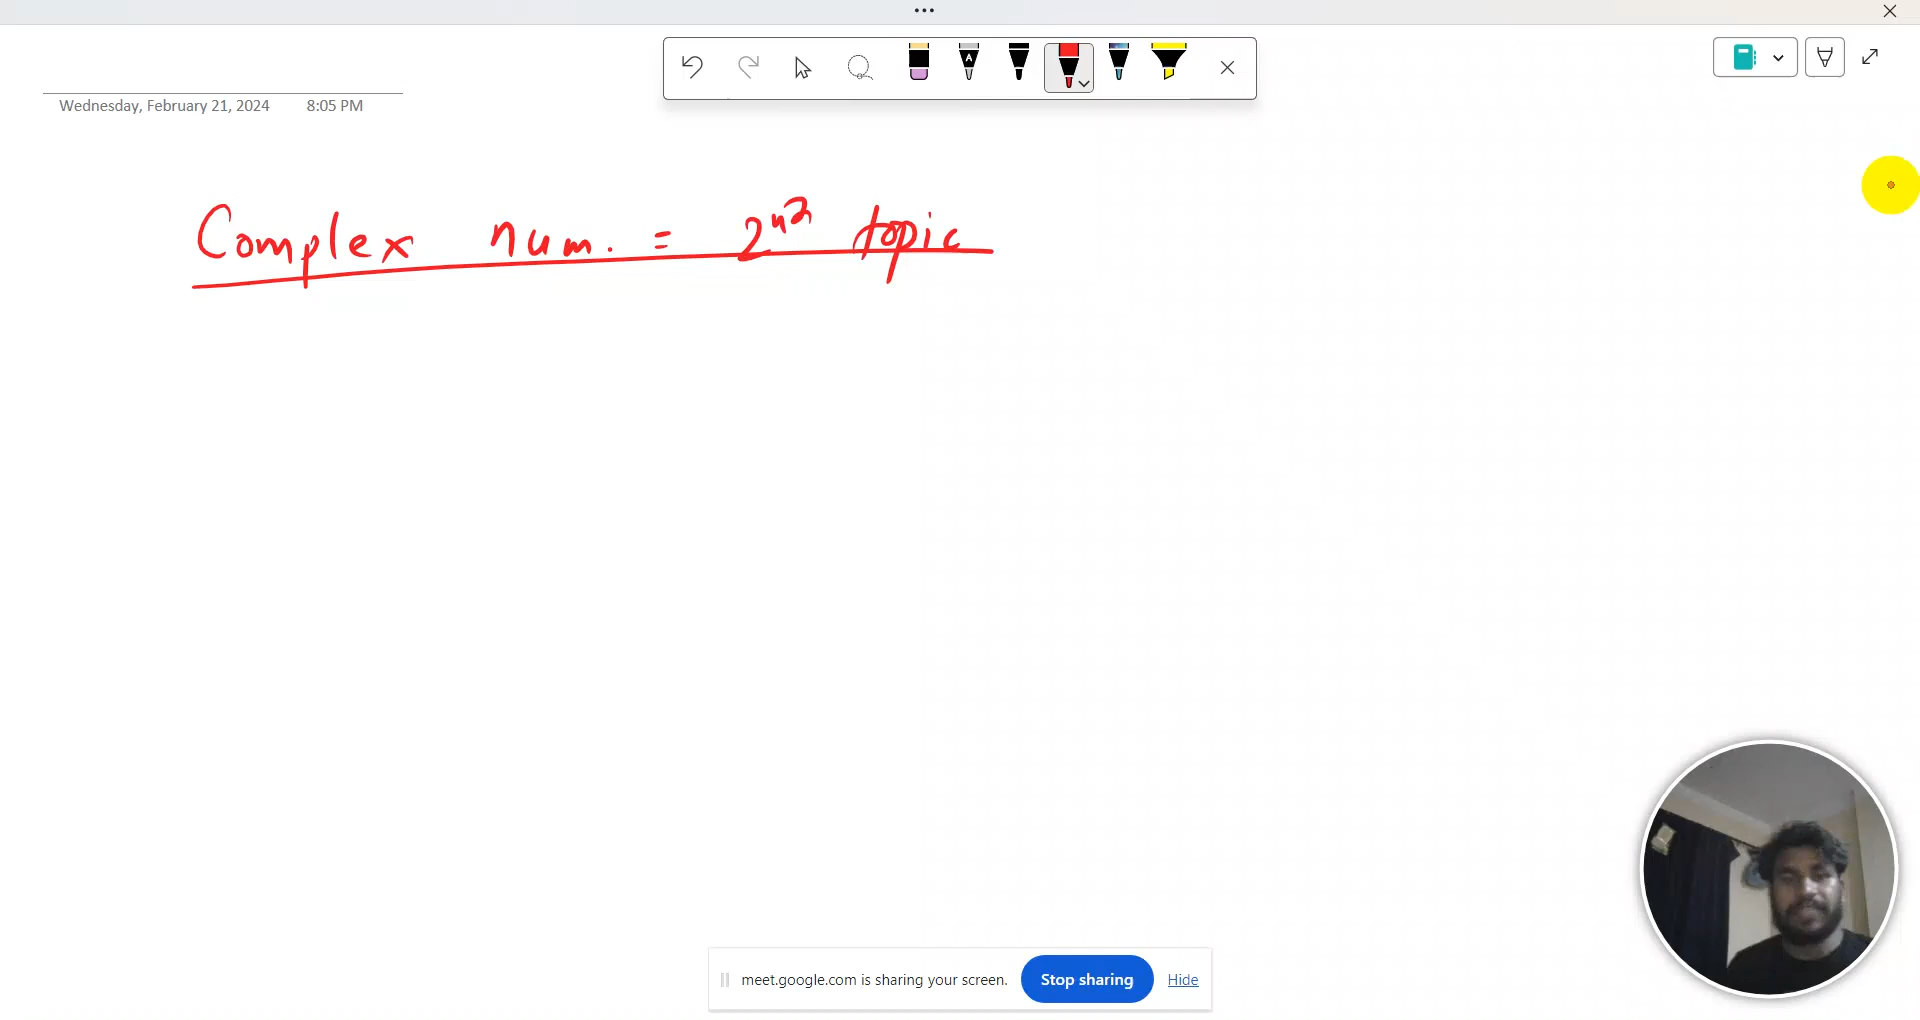 Wednesday, February 21, 2024 8:05 PM
Complex num. = 2nd topic
meet.google.com is sharing your screen. Stop sharing Hide